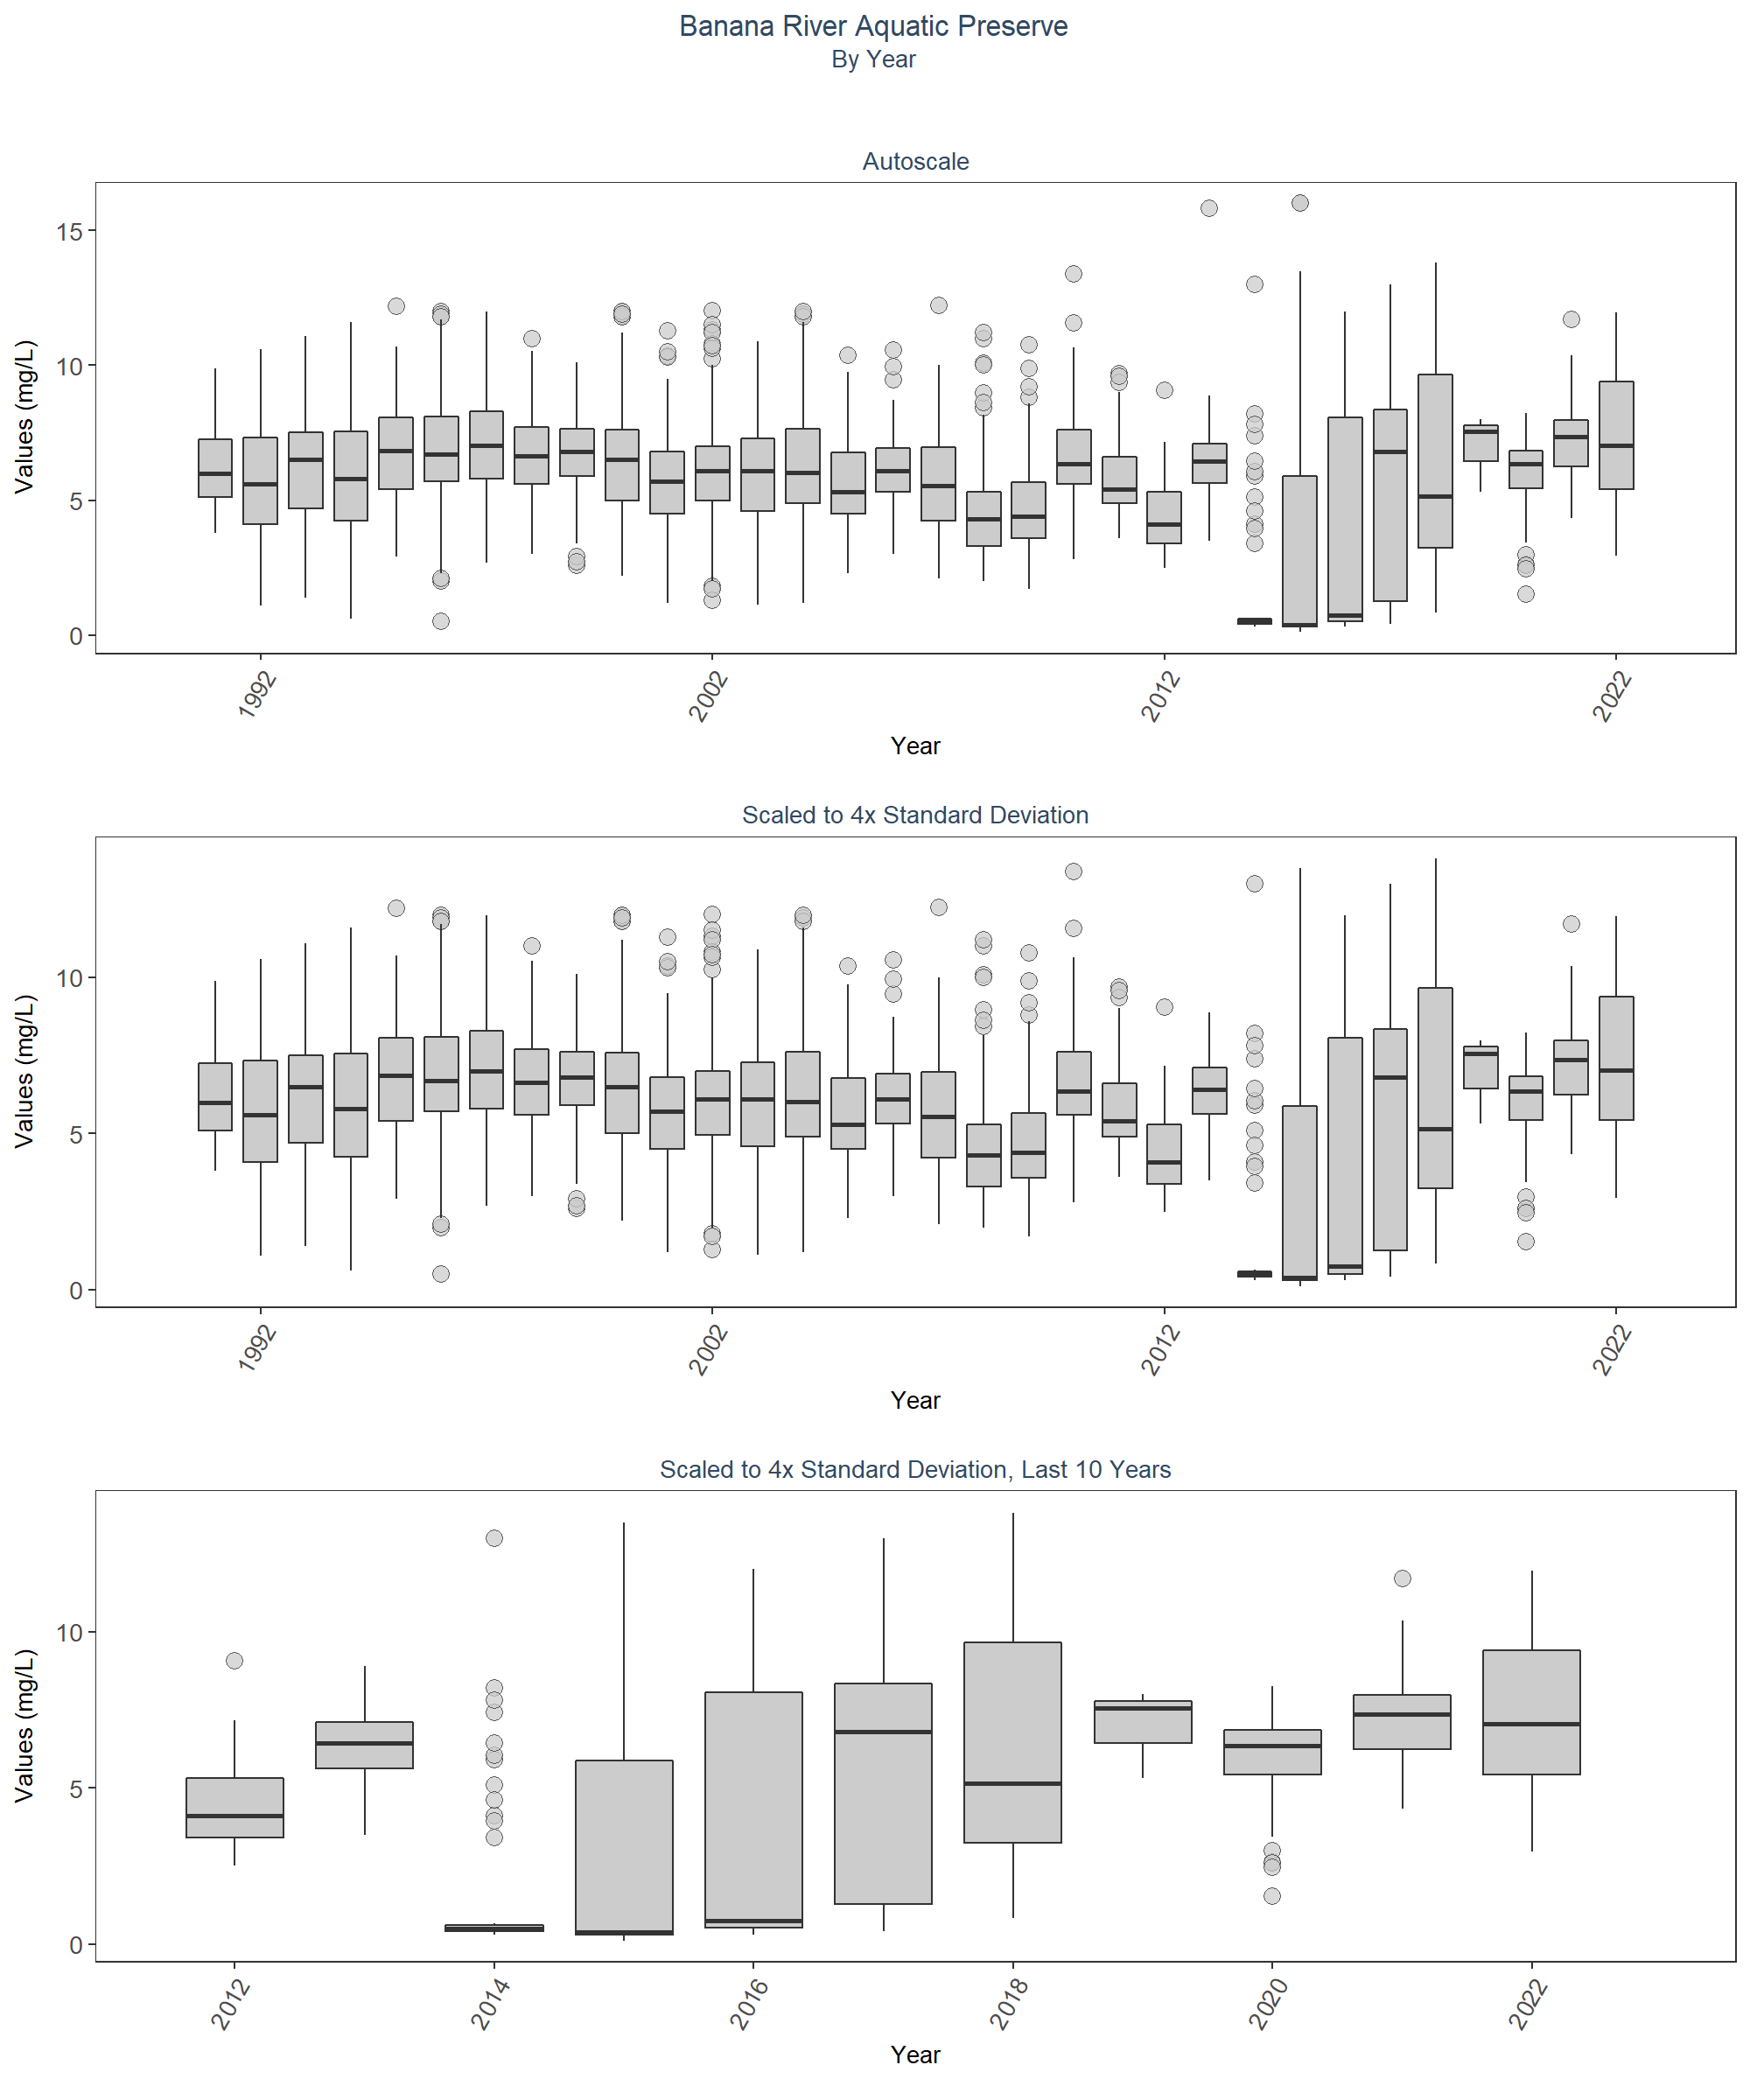 Banana River Aquatic Preserve
By Year
Autoscale
Values (mg/L)
15
10
5
0
1992
2002
2012
2022
Year
Scaled to 4x Standard Deviation
Values (mg/L)
10
5
0
1992
2002
2012
2022
Year
Scaled to 4x Standard Deviation, Last 10 Years
Values (mg/L)
10
5
0
2012
2014
2016
2018
2020
2022
Year